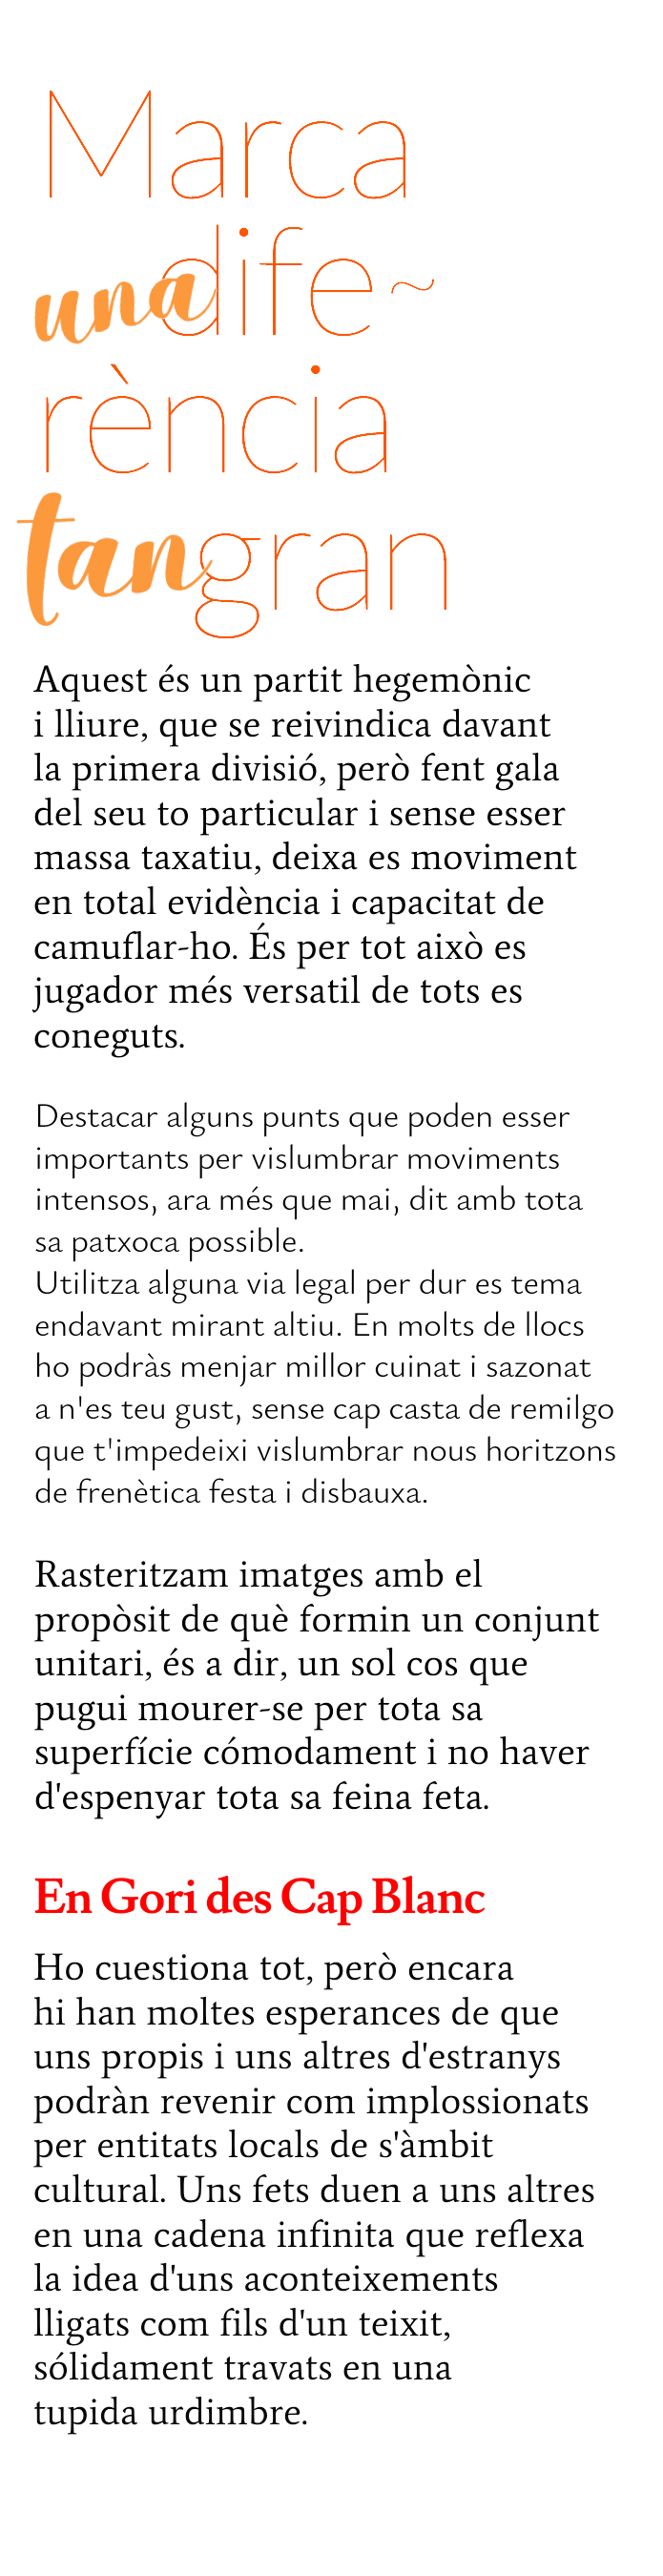 Marca
una dife~
rència
tan gran
Aquest és un partit hegemònic
i lliure, que se reivindica davant
la primera divisió, però fent gala
del seu to particular i sense esser
massa taxatiu, deixa es moviment
en total evidència i capacitat de
camuflar-ho. És per tot això es
jugador més versatil de tots es
coneguts.
Destacar alguns punts que poden esser
importants per vislumbrar moviments
intensos, ara més que mai, dit amb tota
sa patxoca possible.
Utilitza alguna via legal per dur es tema
endavant mirant altiu. En molts de llocs
ho podràs menjar millor cuinat i sazonat
a n'es teu gust, sense cap casta de remilgo
que t'impedeixi vislumbrar nous horitzons
de frenètica festa i disbauxa.
Rasteritzam imatges amb el
propòsit de què formin un conjunt
unitari, és a dir, un sol cos que
pugui mourer-se per tota sa
superfície cómodament i no haver
d'espenyar tota sa feina feta.
En Gori des Cap Blanc
Ho cuestiona tot, però encara
hi han moltes esperances de que
uns propis i uns altres d'estranys
podràn revenir com implossionats
per entitats locals de s'àmbit
cultural. Uns fets duen a uns altres
en una cadena infinita que reflexa
la idea d'uns aconteixements
lligats com fils d'un teixit,
sólidament travats en una
tupida urdimbre.